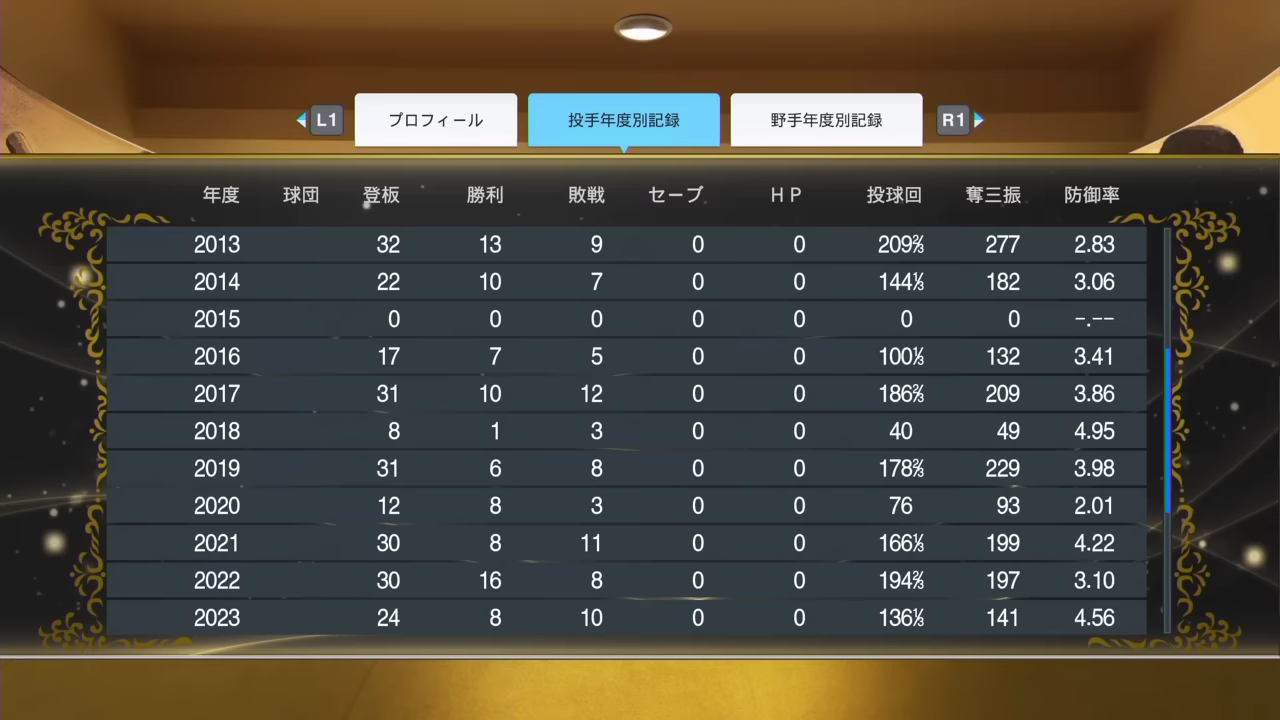 L1 プロフィール 投手年度別記録 野手年度別記録 R1
年度 球団 登板 勝利 敗戦 セーブ HP 投球回 奪三振 防御率
2013 32 13 9 0 0 209⅔ 277 2.83
2014 22 10 7 0 0 144⅓ 182 3.06
2015 0 0 0 0 0 0 0 -.--
2016 17 7 5 0 0 100⅓ 132 3.41
2017 31 10 12 0 0 186⅔ 209 3.86
2018 8 1 3 0 0 40 49 4.95
2019 31 6 8 0 0 178⅔ 229 3.98
2020 12 8 3 0 0 76 93 2.01
2021 30 8 11 0 0 166⅓ 199 4.22
2022 30 16 8 0 0 194⅔ 197 3.10
2023 24 8 10 0 0 136⅓ 141 4.56